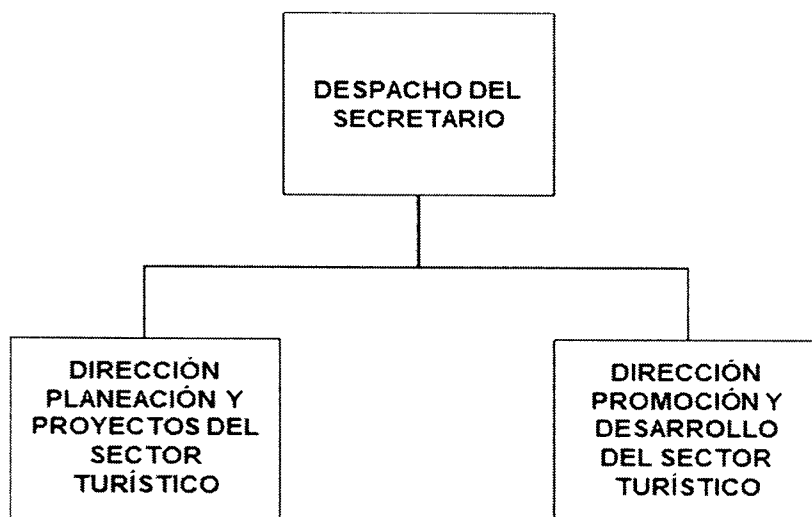 DESPACHO DEL
SECRETARIO
DIRECCIÓN
PLANEACIÓN Y
PROYECTOS DEL
SECTOR
TURÍSTICO
DIRECCIÓN
PROMOCIÓN Y
DESARROLLO
DEL SECTOR
TURÍSTICO